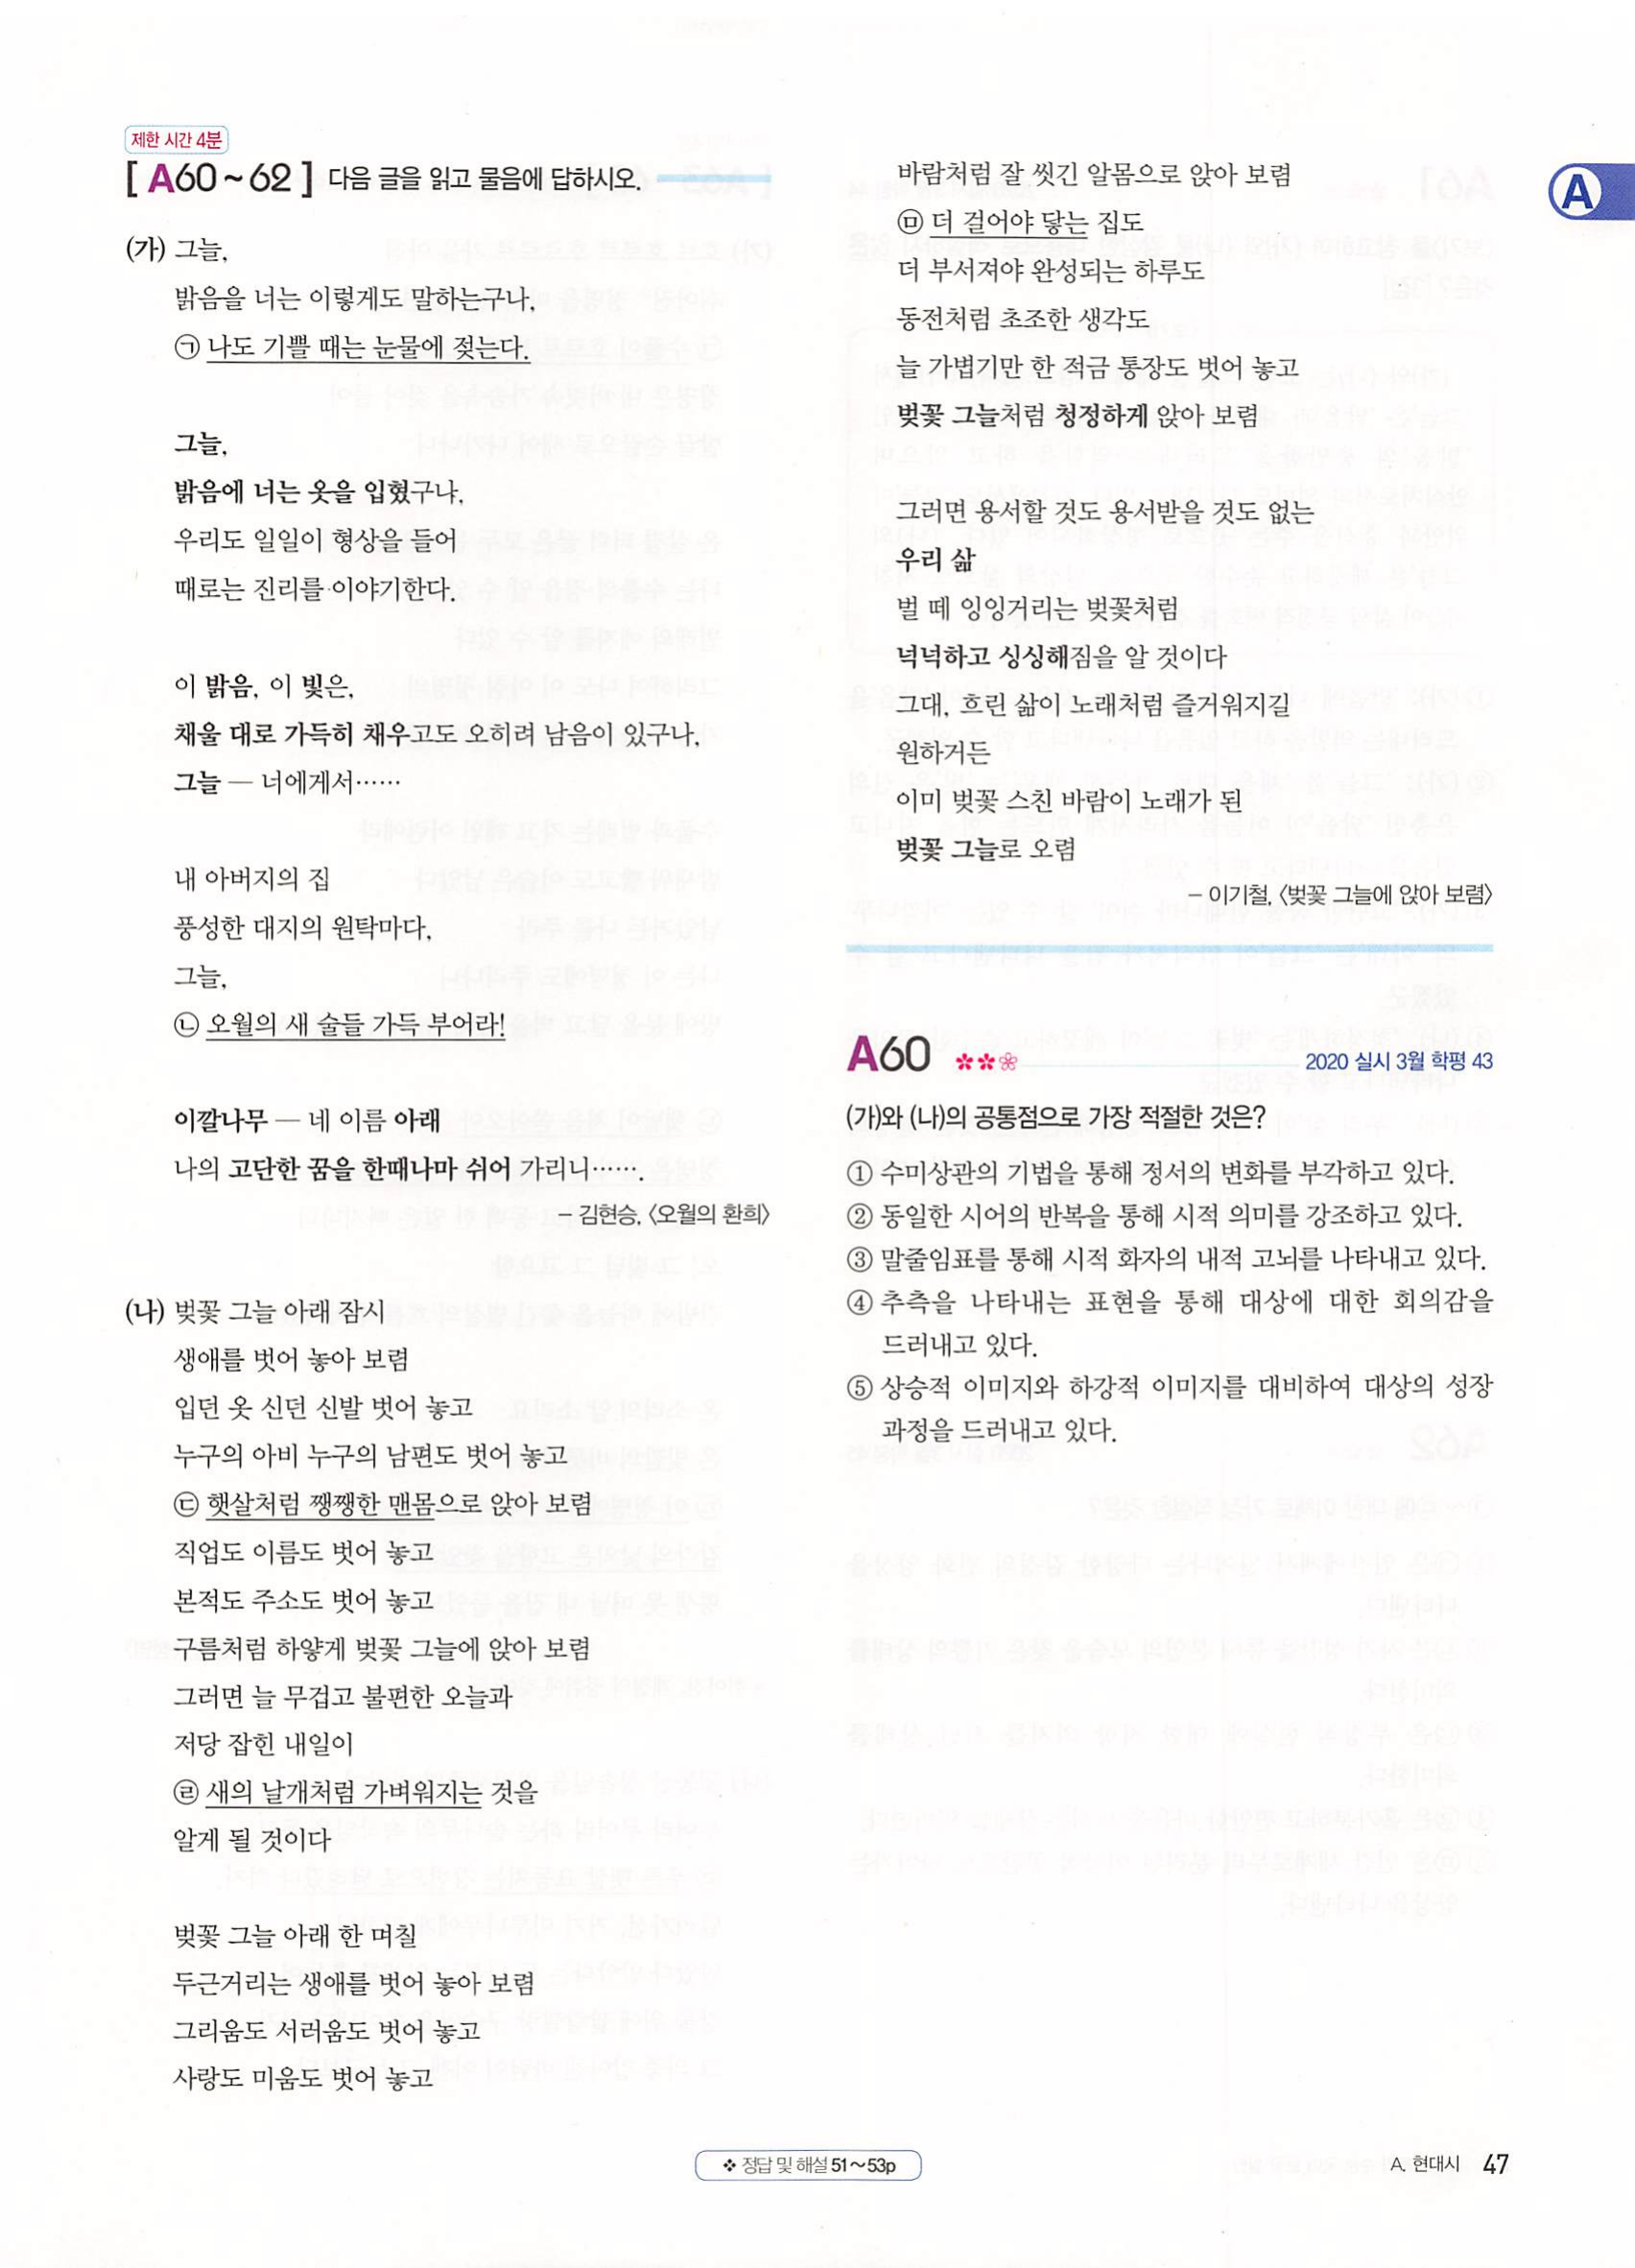 제한 시간 4분
[ A60~62 ] 다음 글을 읽고 물음에 답하시오.
(가) 그늘,
밝음을 너는 이렇게도 말하는구나,
㉠ 나도 기쁠 때는 눈물에 젖는다.
그늘,
밝음에 너는 옷을 입혔구나,
우리도 일일이 형상을 들어
때로는 진리를 이야기한다.
이 밝음, 이 빛은,
채울 대로 가득히 채우고도 오히려 남음이 있구나,
그늘 — 너에게서……
내 아버지의 집
풍성한 대지의 원탁마다,
그늘,
㉡ 오월의 새 술들 가득 부어라!
이깔나무 — 네 이름 아래
나의 고단한 꿈을 한때나마 쉬어 가리니…….
– 김현승, 〈오월의 환희〉
(나) 벚꽃 그늘 아래 잠시
생애를 벗어 놓아 보렴
입던 옷 신던 신발 벗어 놓고
누구의 아비 누구의 남편도 벗어 놓고
㉢ 햇살처럼 쨍쨍한 맨몸으로 앉아 보렴
직업도 이름도 벗어 놓고
본적도 주소도 벗어 놓고
구름처럼 하얗게 벚꽃 그늘에 앉아 보렴
그러면 늘 무겁고 불편한 오늘과
저당 잡힌 내일이
㉣ 새의 날개처럼 가벼워지는 것을
알게 될 것이다
벚꽃 그늘 아래 한 며칠
두근거리는 생애를 벗어 놓아 보렴
그리움도 서러움도 벗어 놓고
사랑도 미움도 벗어 놓고
바람처럼 잘 씻긴 알몸으로 앉아 보렴
㉤ 더 걸어야 닿는 집도
더 부서져야 완성되는 하루도
동전처럼 초조한 생각도
늘 가볍기만 한 적금 통장도 벗어 놓고
벚꽃 그늘처럼 청정하게 앉아 보렴
그러면 용서할 것도 용서받을 것도 없는
우리 삶
벌 떼 잉잉거리는 벚꽃처럼
넉넉하고 싱싱해짐을 알 것이다
그대, 흐린 삶이 노래처럼 즐거워지길
원하거든
이미 벚꽃 스친 바람이 노래가 된
벚꽃 그늘로 오렴
– 이기철, 〈벚꽃 그늘에 앉아 보렴〉
A
A60 ✽✽❀ 2020 실시 3월 학평 43
(가)와 (나)의 공통점으로 가장 적절한 것은?
① 수미상관의 기법을 통해 정서의 변화를 부각하고 있다.
② 동일한 시어의 반복을 통해 시적 의미를 강조하고 있다.
③ 말줄임표를 통해 시적 화자의 내적 고뇌를 나타내고 있다.
④ 추측을 나타내는 표현을 통해 대상에 대한 회의감을
드러내고 있다.
⑤ 상승적 이미지와 하강적 이미지를 대비하여 대상의 성장
과정을 드러내고 있다.
❖ 정답 및 해설 51~53p
A. 현대시 47